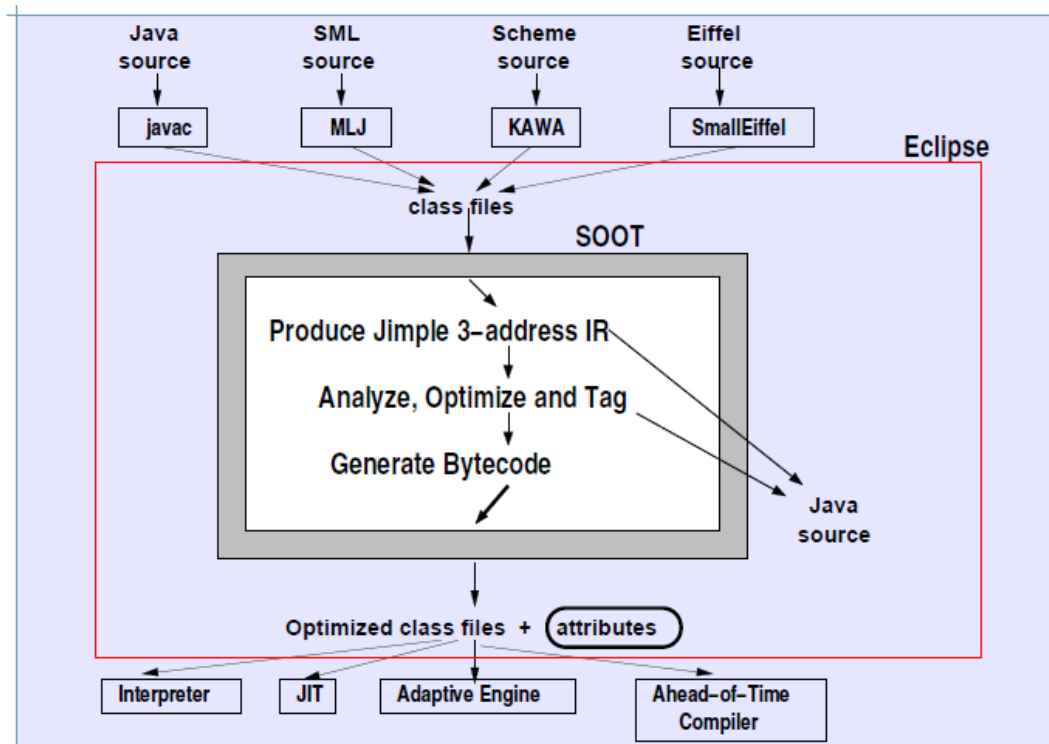 Java
source
SML
source
Scheme
source
Eiffel
source
javac
MLJ
KAWA
SmallEiffel
Eclipse
class files
SOOT
Produce Jimple 3–address IR
Analyze, Optimize and Tag
Generate Bytecode
Java
source
Optimized class files + attributes
Interpreter
JIT
Adaptive Engine
Ahead–of–Time
Compiler